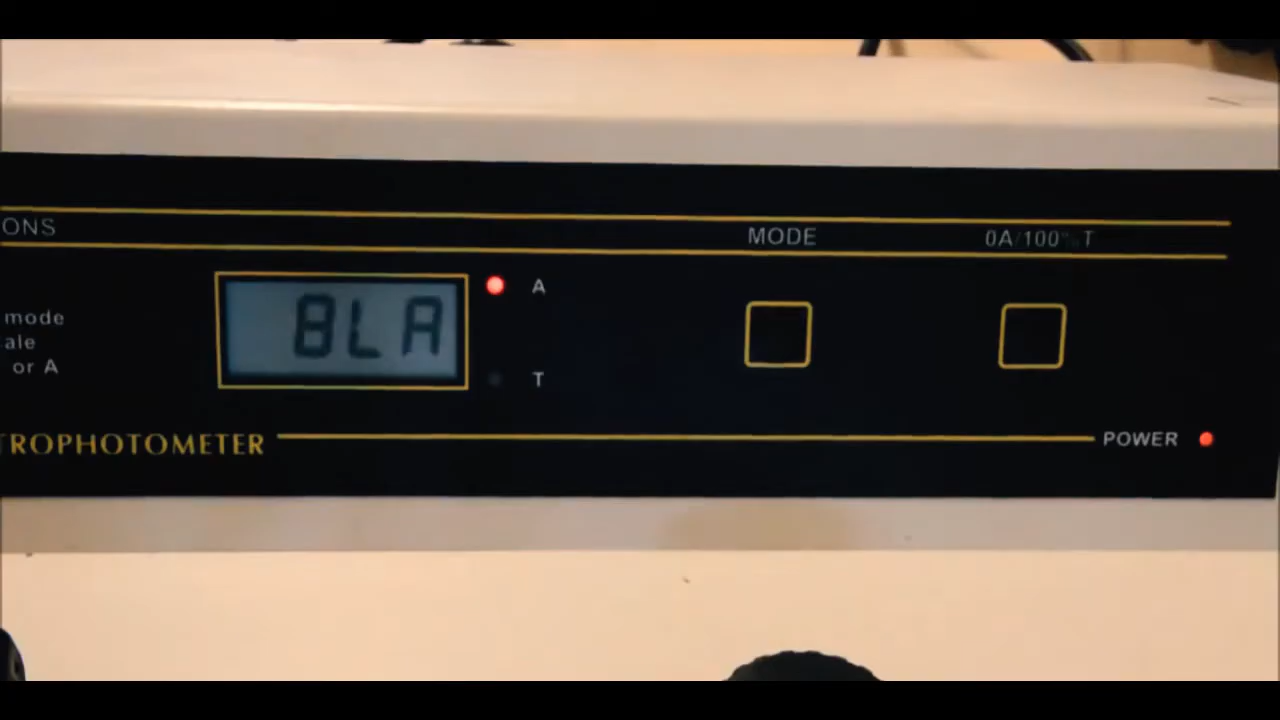 ONS
MODE
0A/100%T
mode
ale
or A
BLA
A
T
TROPHOTOMETER
POWER